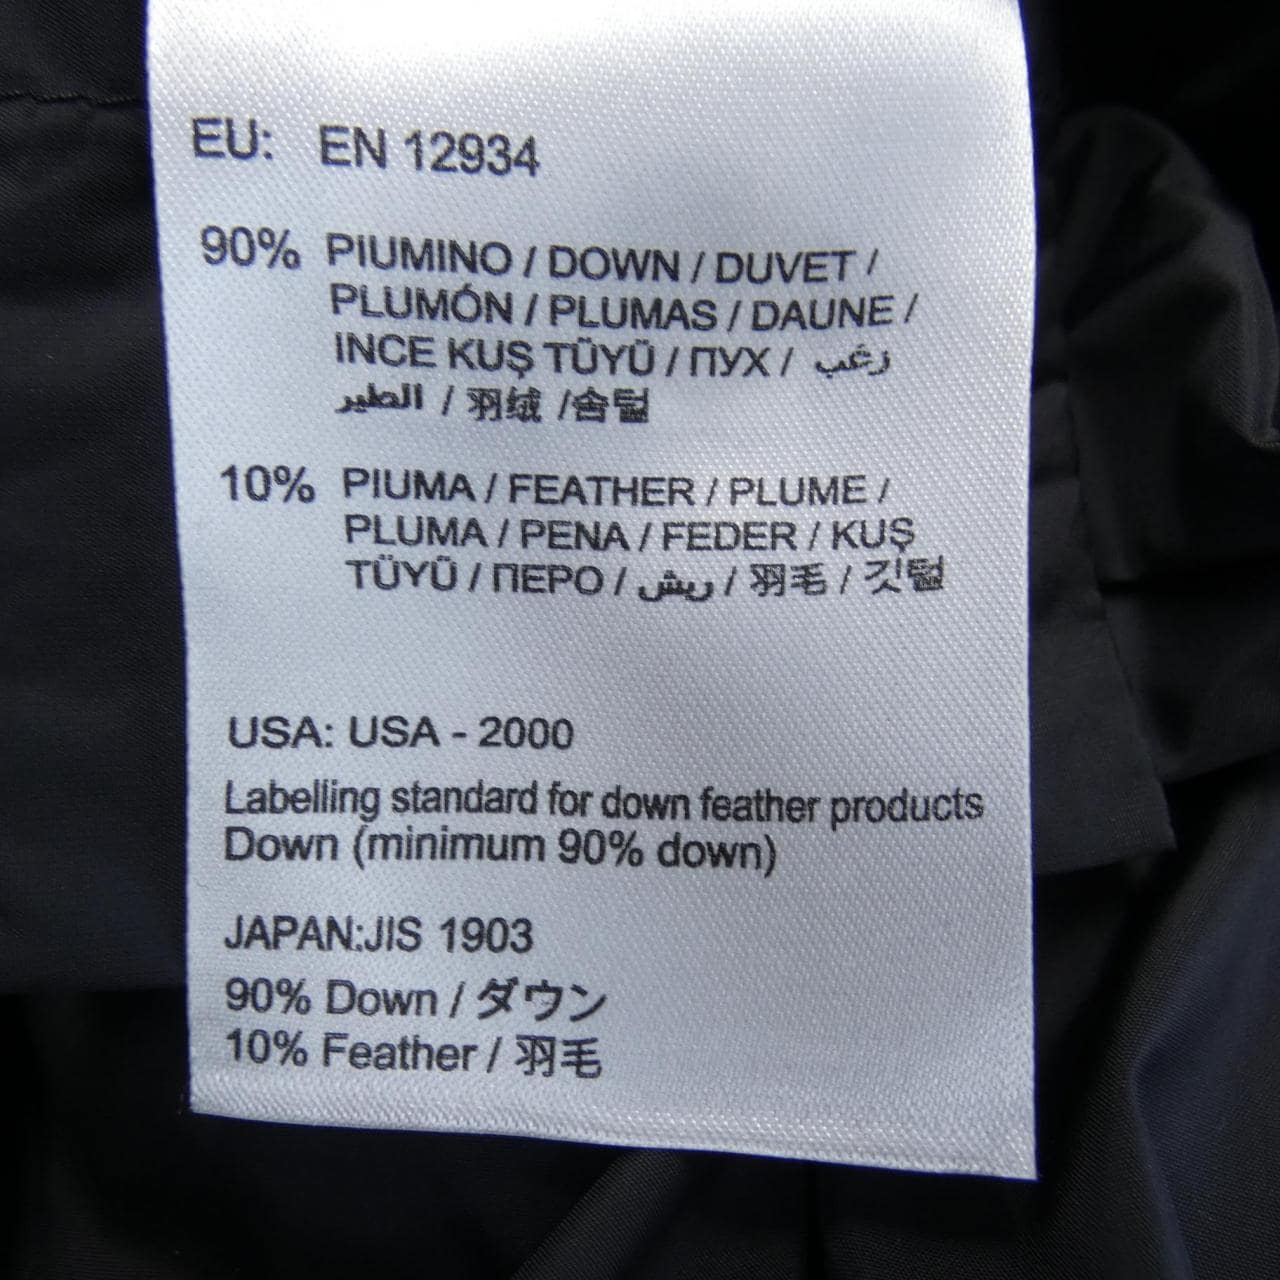 EU: EN 12934
90% PIUMINO / DOWN / DUVET /
PLUMÓN / PLUMAS / DAUNE /
INCE KUŞ TÜYÜ / ПУХ / زغب
الطير / 羽绒 /솜털
10% PIUMA / FEATHER / PLUME /
PLUMA / PENA / FEDER / KUŞ
TÜYÜ / ПЕРО / ريش / 羽毛 / 깃털
USA: USA - 2000
Labelling standard for down feather products
Down (minimum 90% down)
JAPAN:JIS 1903
90% Down / ダウン
10% Feather / 羽毛